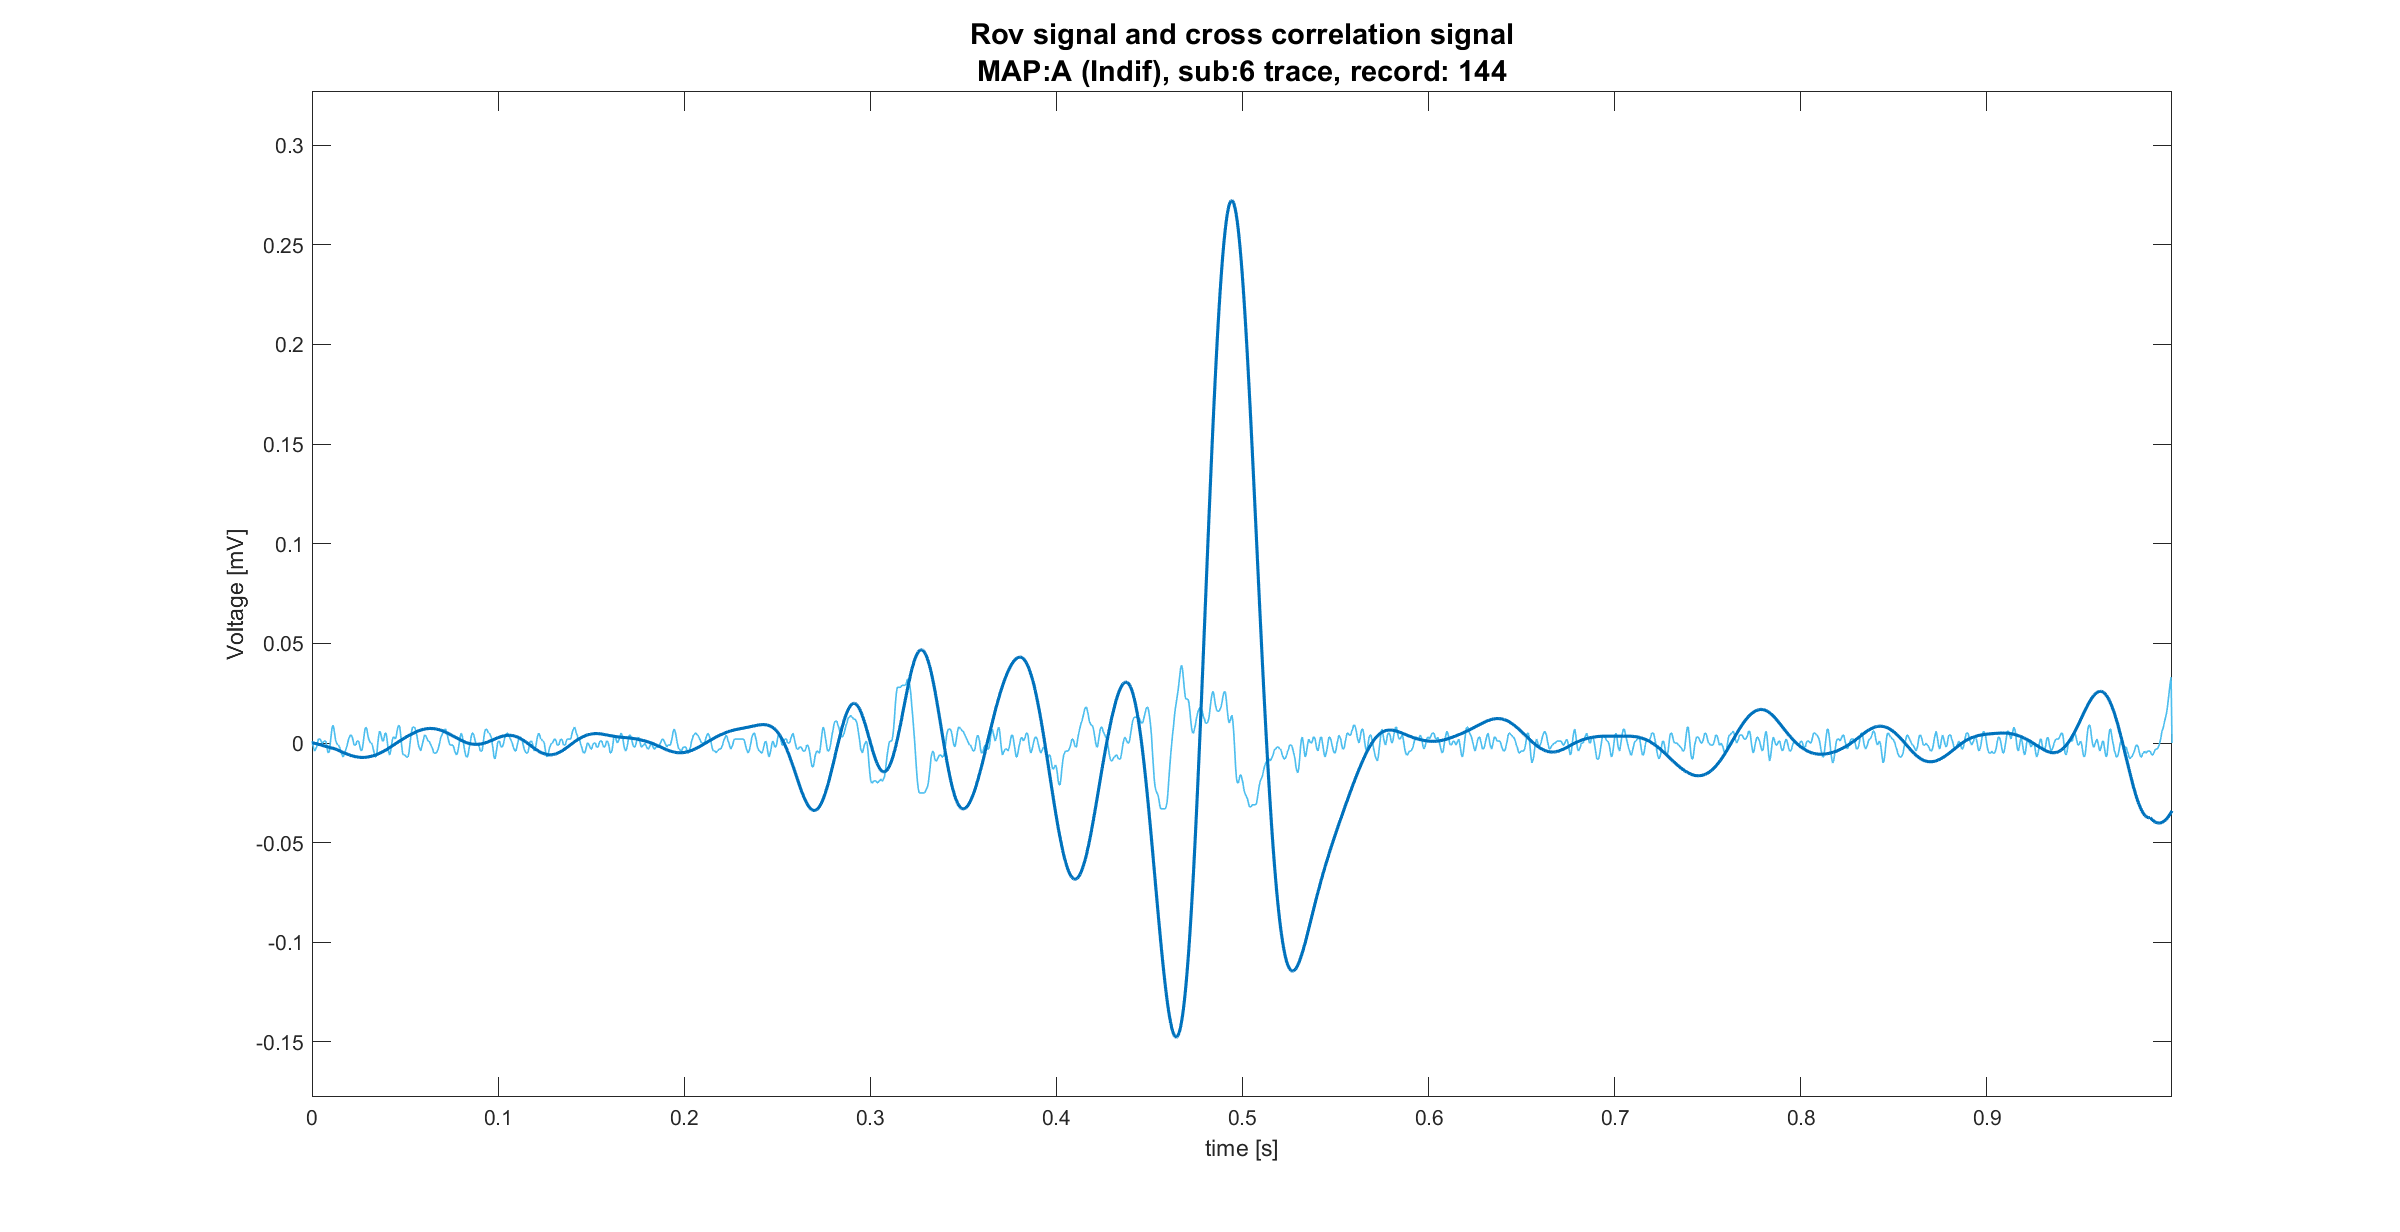 Rov signal and cross correlation signal
MAP:A (Indif), sub:6 trace, record: 144
0.3
0.25
0.2
0.15
0.1
0.05
0
-0.05
-0.1
-0.15
Voltage [mV]
0 0.1 0.2 0.3 0.4 0.5 0.6 0.7 0.8 0.9
time [s]